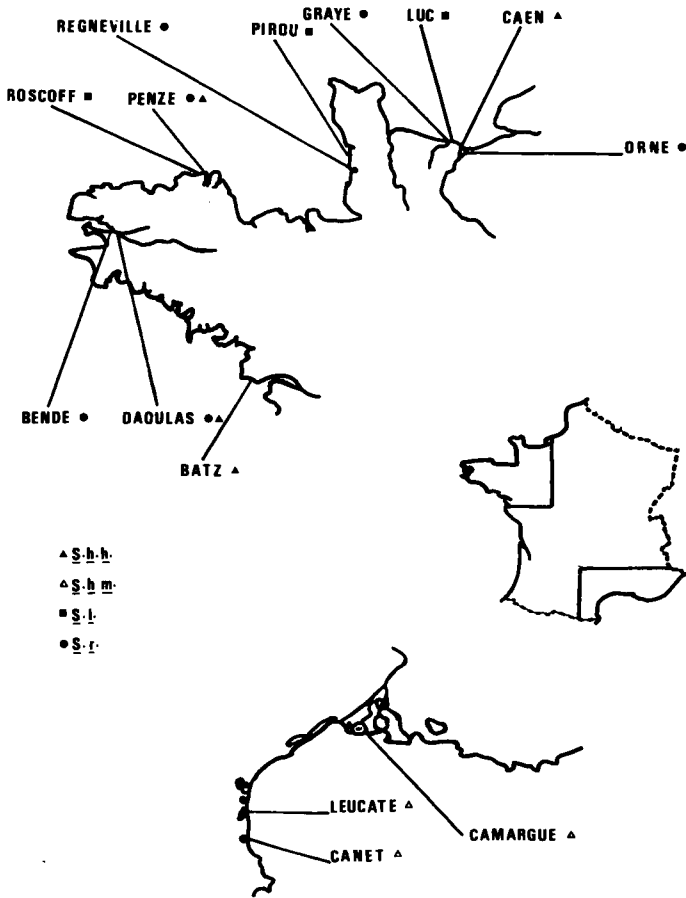 GRAYE ●
LUC ■
CAEN ▲
REGNEVILLE ●
PIROU ■
ROSCOFF ■
PENZE ●▲
ORNE ●
BENDE ●
DAOULAS ●▲
BATZ ▲
▲ S.h.h.
△ S.h m.
■ S.l.
● S.r.
LEUCATE △
CAMARGUE △
CANET △